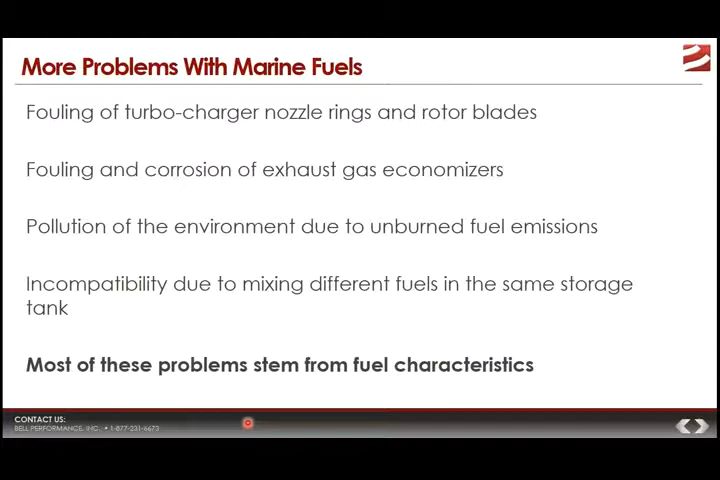 More Problems With Marine Fuels
Fouling of turbo-charger nozzle rings and rotor blades
Fouling and corrosion of exhaust gas economizers
Pollution of the environment due to unburned fuel emissions
Incompatibility due to mixing different fuels in the same storage
tank
Most of these problems stem from fuel characteristics
CONTACT US:
BELL PERFORMANCE, INC. • 1-877-231-6673